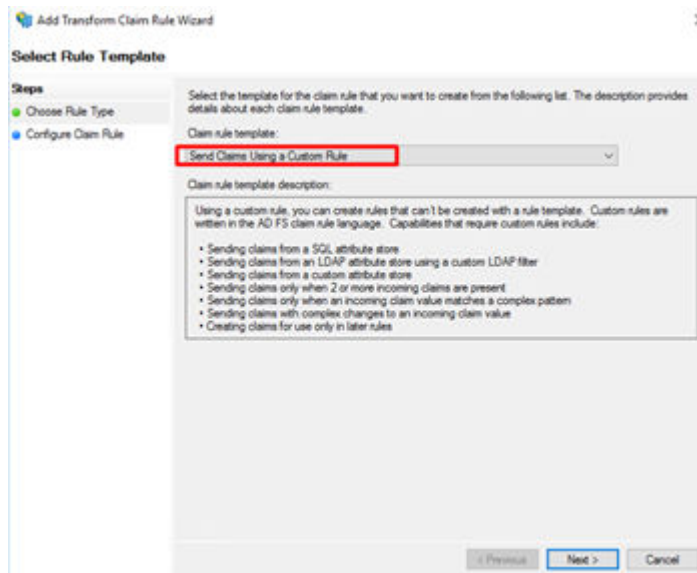 Add Transform Claim Rule Wizard
Select Rule Template
Steps
Choose Rule Type
Configure Claim Rule
Select the template for the claim rule that you want to create from the following list. The description provides
details about each claim rule template.
Claim rule template:
Send Claims Using a Custom Rule
Claim rule template description:
Using a custom rule, you can create rules that can't be created with a rule template. Custom rules are
written in the AD FS claim rule language. Capabilities that require custom rules include:
• Sending claims from a SQL attribute store
• Sending claims from an LDAP attribute store using a custom LDAP filter
• Sending claims from a custom attribute store
• Sending claims only when 2 or more incoming claims are present
• Sending claims only when an incoming claim value matches a complex pattern
• Sending claims with complex changes to an incoming claim value
• Creating claims for use only in later rules
< Previous
Next >
Cancel